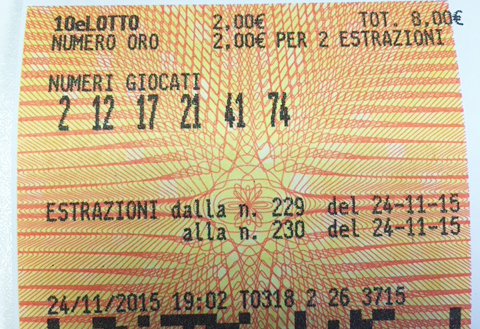 10eLOTTO 2,00€ TOT. 8,00€
NUMERO ORO 2,00€ PER 2 ESTRAZIONI
NUMERI GIOCATI
2 12 17 21 41 74
ESTRAZIONI dalla n. 229 del 24-11-15
alla n. 230 del 24-11-15
24/11/2015 19:02 TO318 2 26 3715